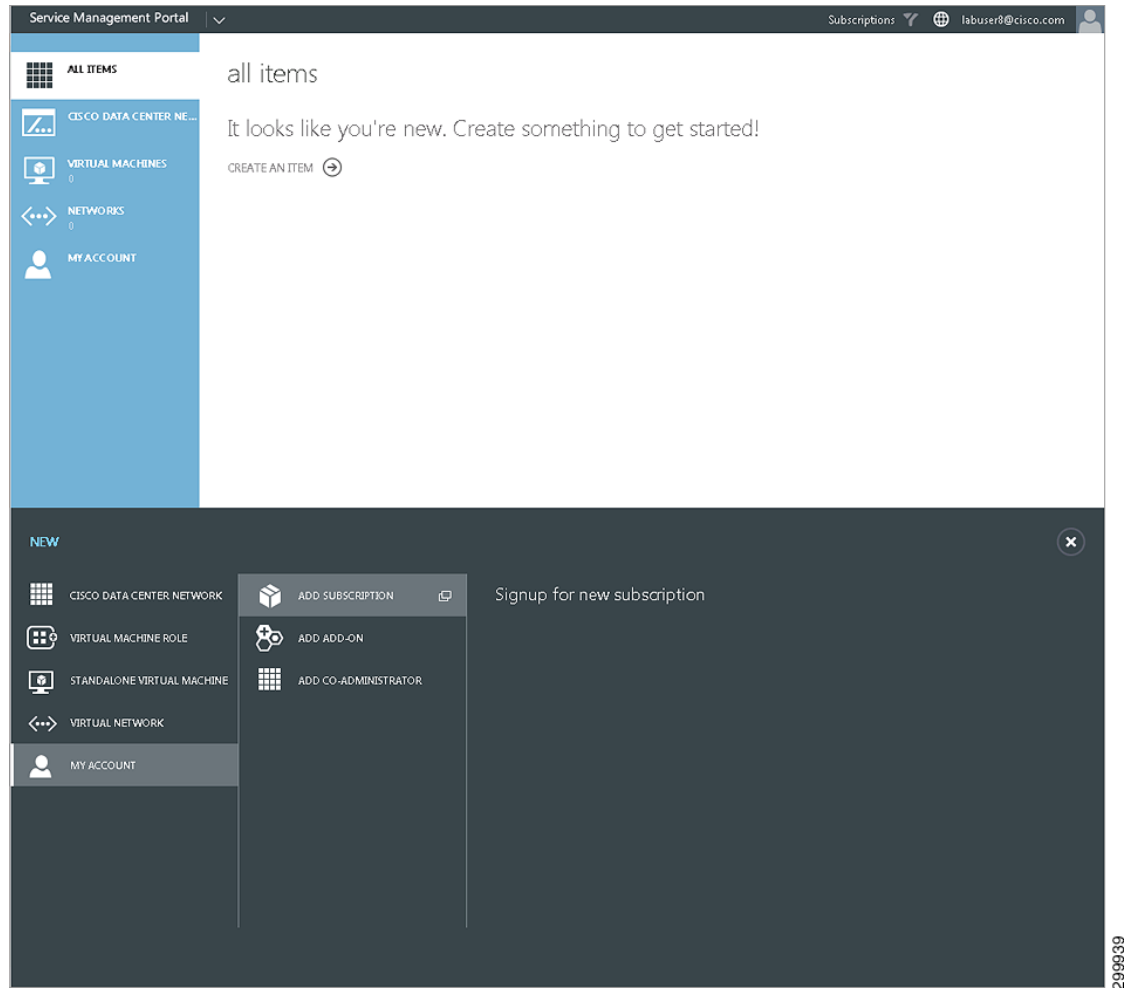 Service Management Portal
Subscriptions
labuser8@cisco.com
ALL ITEMS
CISCO DATA CENTER NE...
VIRTUAL MACHINES
0
NETWORKS
0
MY ACCOUNT
all items
It looks like you're new. Create something to get started!
CREATE AN ITEM
NEW
CISCO DATA CENTER NETWORK
VIRTUAL MACHINE ROLE
STANDALONE VIRTUAL MACHINE
VIRTUAL NETWORK
MY ACCOUNT
ADD SUBSCRIPTION
ADD ADD-ON
ADD CO-ADMINISTRATOR
Signup for new subscription
299939